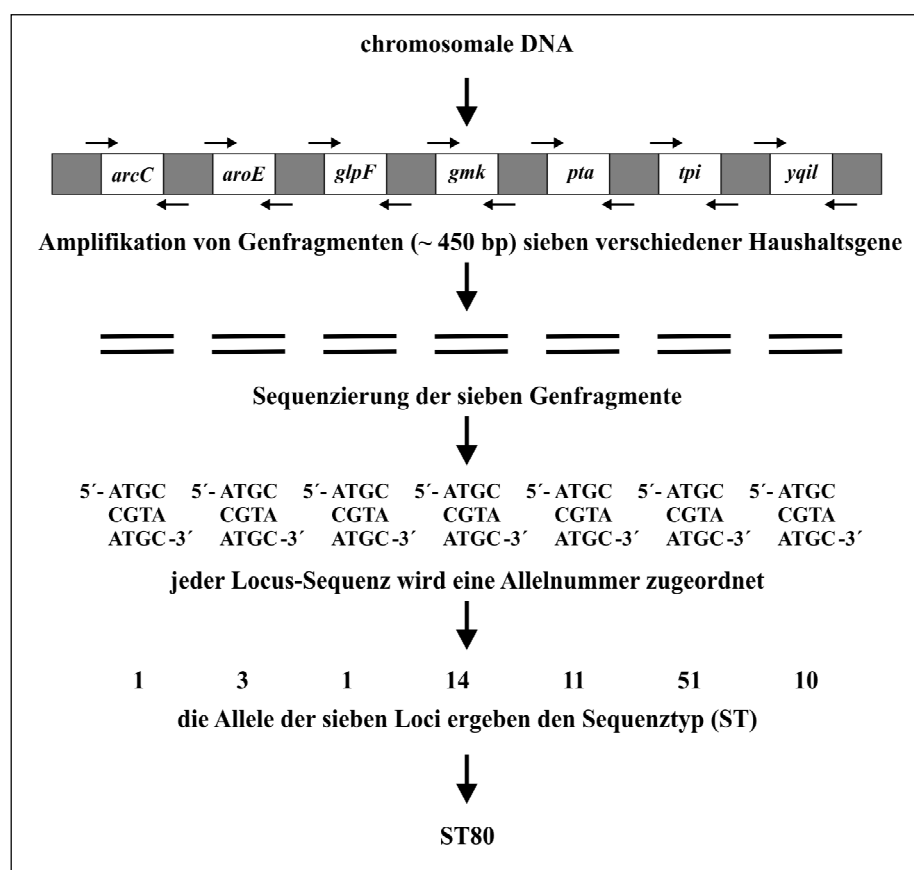 chromosomale DNA
arcC aroE glpF gmk pta tpi yqil
Amplifikation von Genfragmenten (~ 450 bp) sieben verschiedener Haushaltsgene
Sequenzierung der sieben Genfragmente
5´- ATGC 5´- ATGC 5´- ATGC 5´- ATGC 5´- ATGC 5´- ATGC 5´- ATGC
CGTA CGTA CGTA CGTA CGTA CGTA CGTA
ATGC-3´ ATGC-3´ ATGC-3´ ATGC-3´ ATGC-3´ ATGC-3´ ATGC-3´
jeder Locus-Sequenz wird eine Allelnummer zugeordnet
1 3 1 14 11 51 10
die Allele der sieben Loci ergeben den Sequenztyp (ST)
ST80